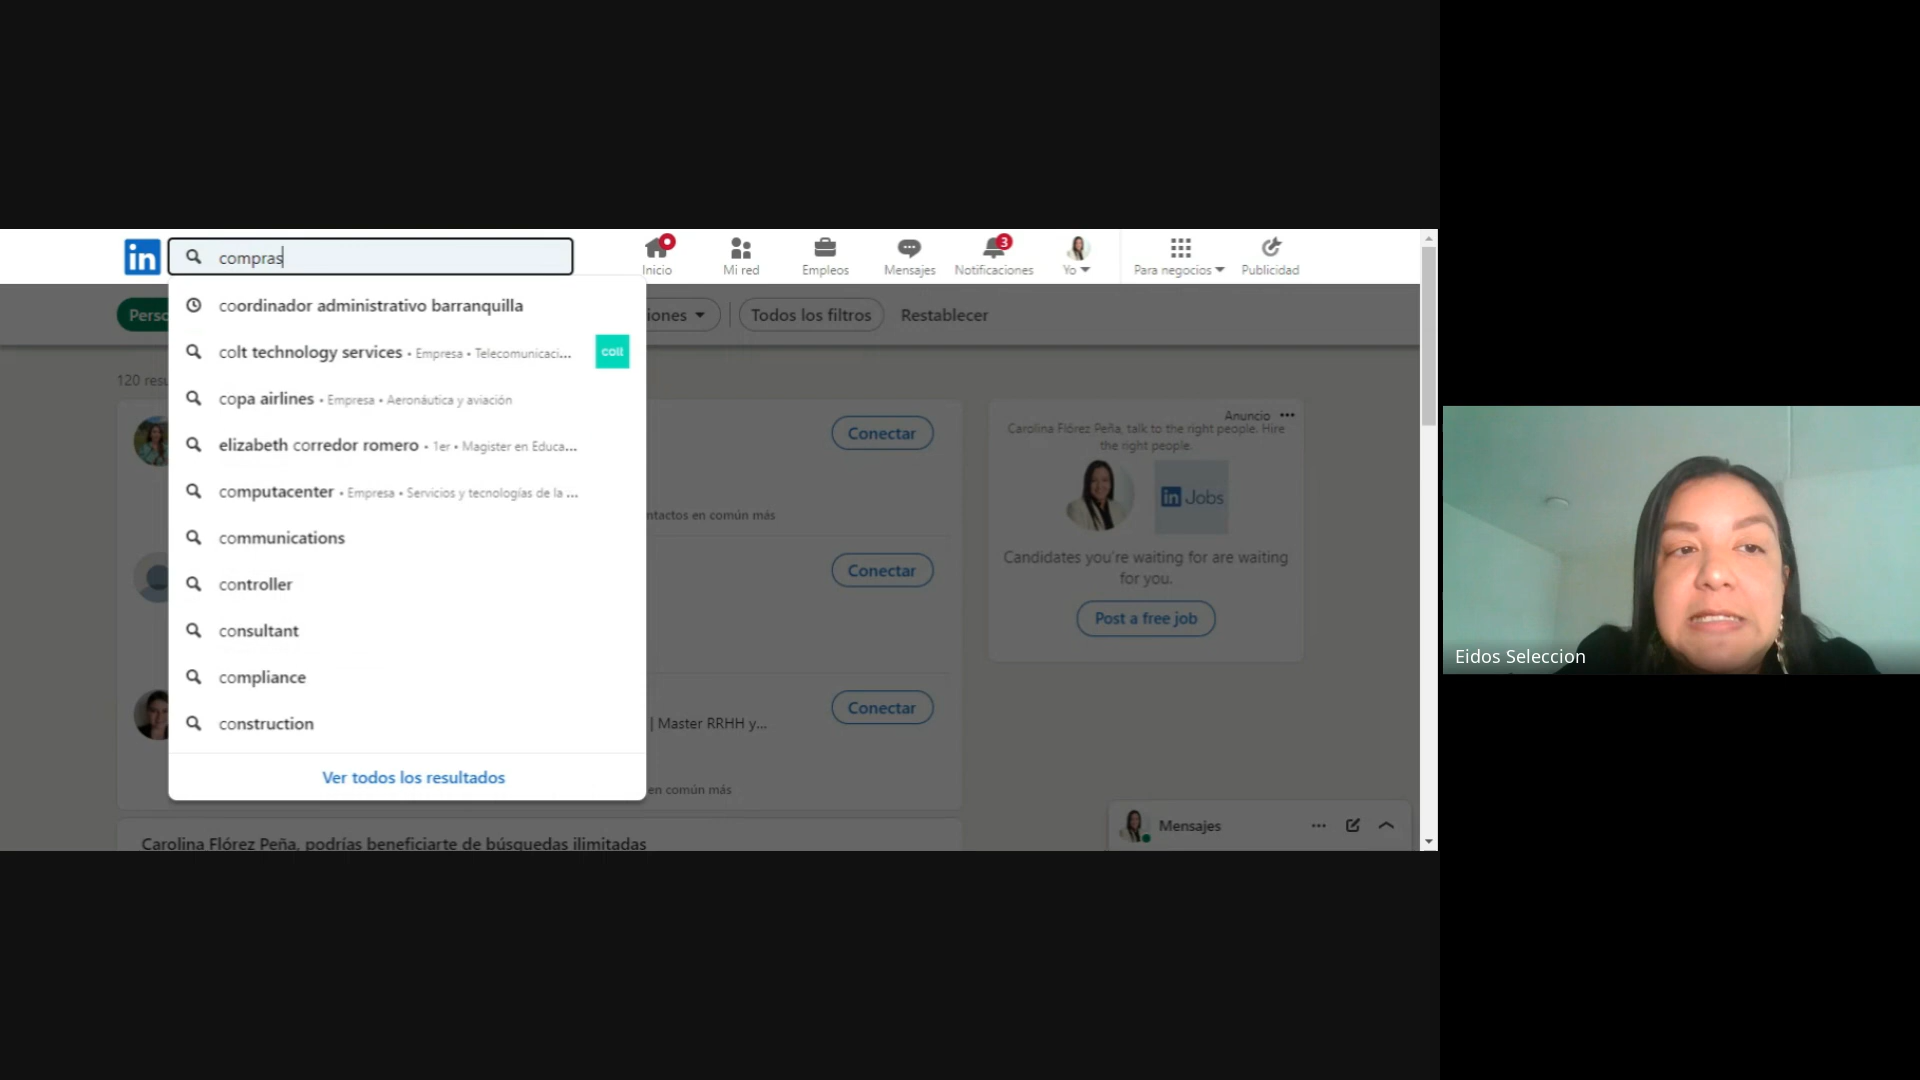 in
compras
Inicio
Mi red
Empleos
Mensajes
3
Notificaciones
Yo
Para negocios
Publicidad
coordinador administrativo barranquilla
colt technology services • Empresa • Telecomunicaci...
colt
copa airlines • Empresa • Aeronáutica y aviación
elizabeth corredor romero • 1er • Magister en Educa...
computacenter • Empresa • Servicios y tecnologías de la ...
communications
controller
consultant
compliance
construction
Ver todos los resultados
Perso
iones
Todos los filtros
Restablecer
120 resu
Conectar
ntactos en común más
Conectar
Conectar
| Master RRHH y...
en común más
Carolina Flórez Peña, podrías beneficiarte de búsquedas ilimitadas
Anuncio •••
Carolina Flórez Peña, talk to the right people. Hire
the right people.
in Jobs
Candidates you're waiting for are waiting
for you.
Post a free job
Mensajes
Eidos Seleccion